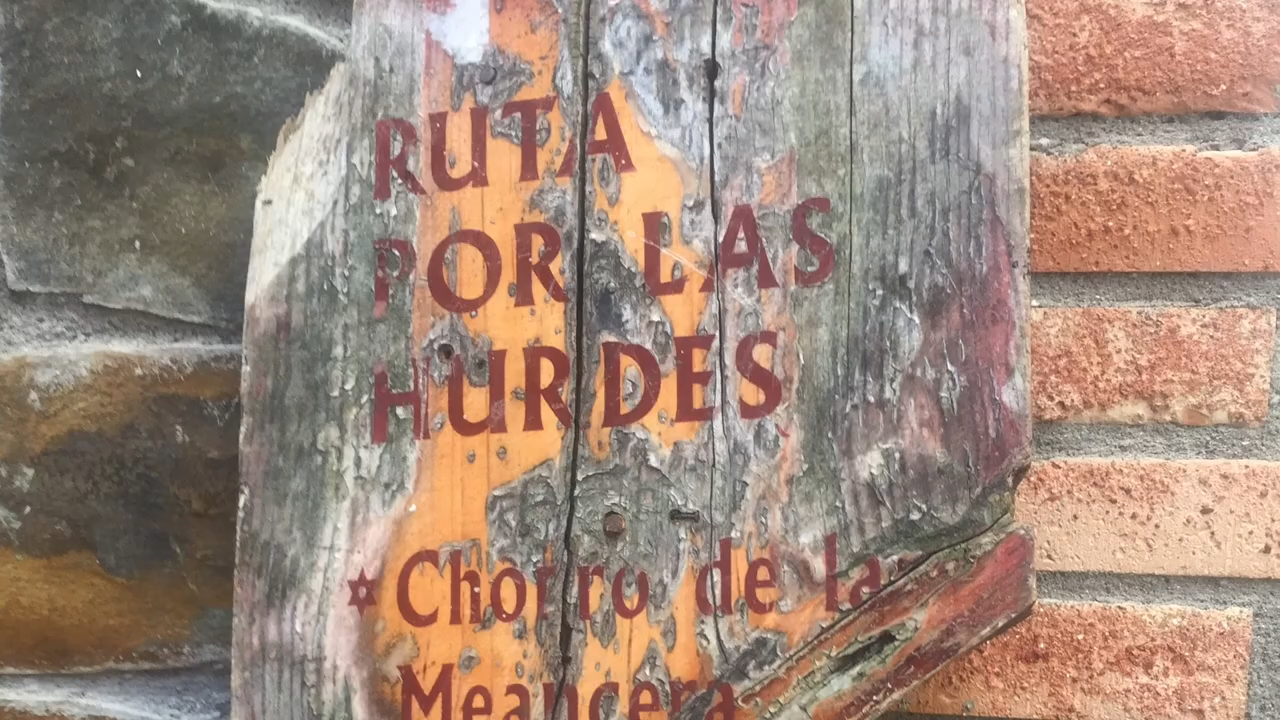 RUTA
POR LAS
HURDES
✡ Chorro de la
Meancera